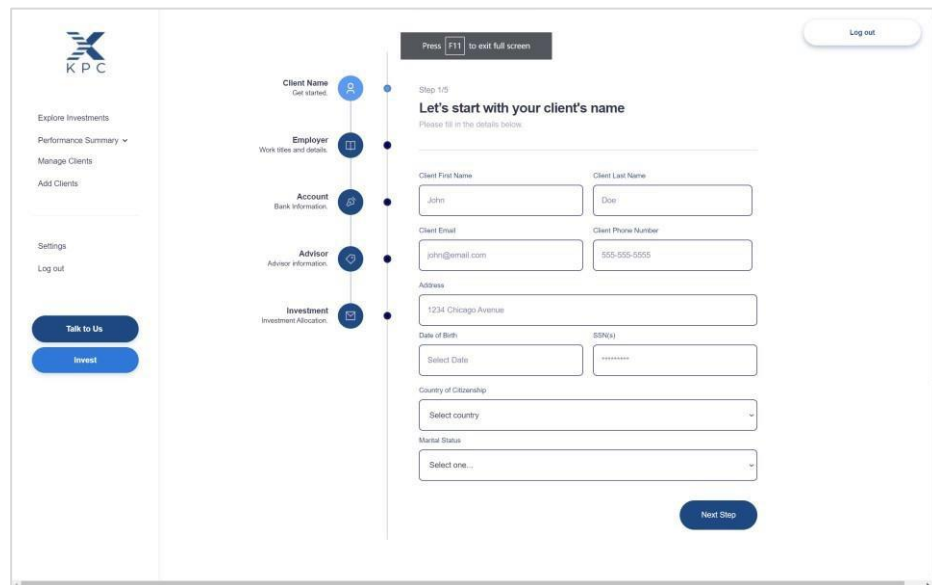 KPC
Explore Investments
Performance Summary
Manage Clients
Add Clients
Settings
Log out
Talk to Us
Invest
Client Name
Get started.
Employer
Work titles and details.
Account
Bank Information.
Advisor
Advisor information.
Investment
Investment Allocation.
Press F11 to exit full screen
Log out
Step 1/5
Let's start with your client's name
Please fill in the details below.
Client First Name
Client Last Name
John
Doe
Client Email
Client Phone Number
john@email.com
555-555-5555
Address
1234 Chicago Avenue
Date of Birth
SSN(s)
Select Date
*********
Country of Citizenship
Select country
Marital Status
Select one...
Next Step